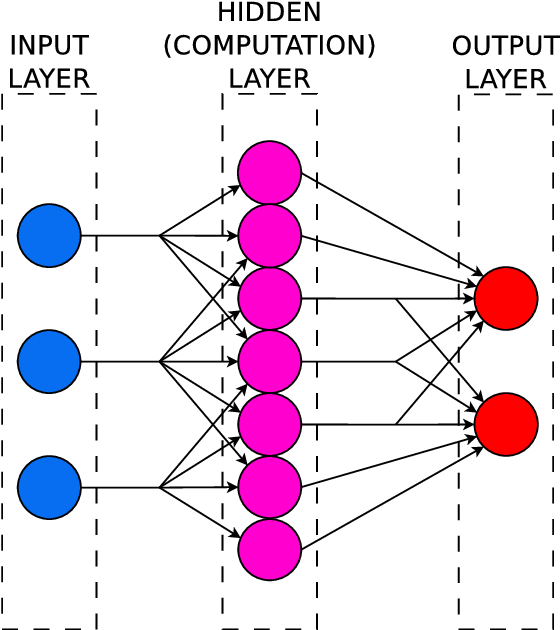 INPUT
LAYER
HIDDEN
(COMPUTATION)
LAYER
OUTPUT
LAYER